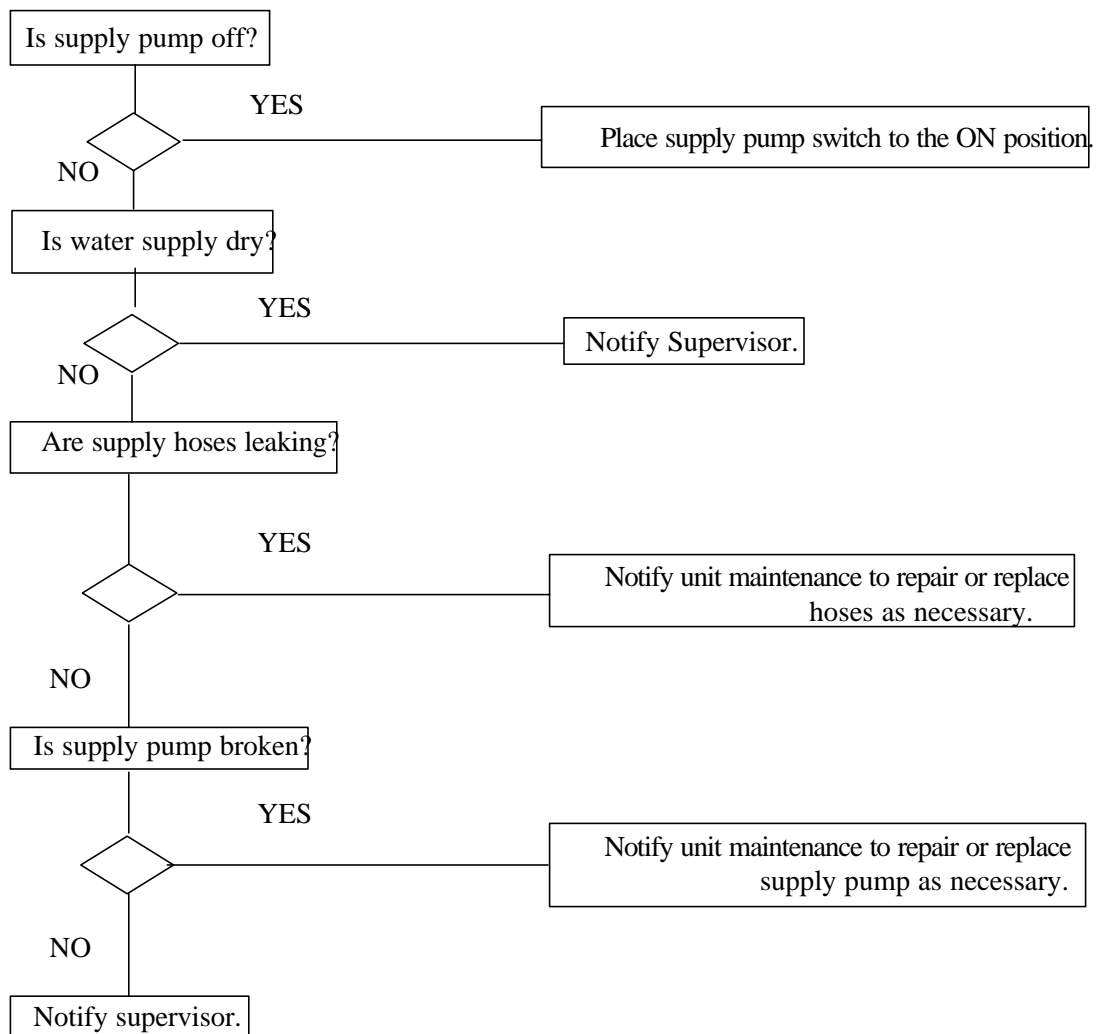 Is supply pump off?
YES
Place supply pump switch to the ON position.
NO
Is water supply dry?
YES
Notify Supervisor.
NO
Are supply hoses leaking?
YES
Notify unit maintenance to repair or replace
hoses as necessary.
NO
Is supply pump broken?
YES
Notify unit maintenance to repair or replace
supply pump as necessary.
NO
Notify supervisor.